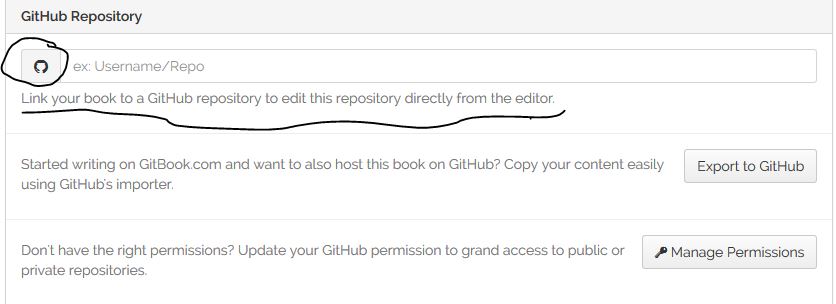 GitHub Repository
ex: Username/Repo
Link your book to a GitHub repository to edit this repository directly from the editor.
Started writing on GitBook.com and want to also host this book on GitHub? Copy your content easily
using GitHub's importer.
Export to GitHub
Don't have the right permissions? Update your GitHub permission to grand access to public or
private repositories.
Manage Permissions